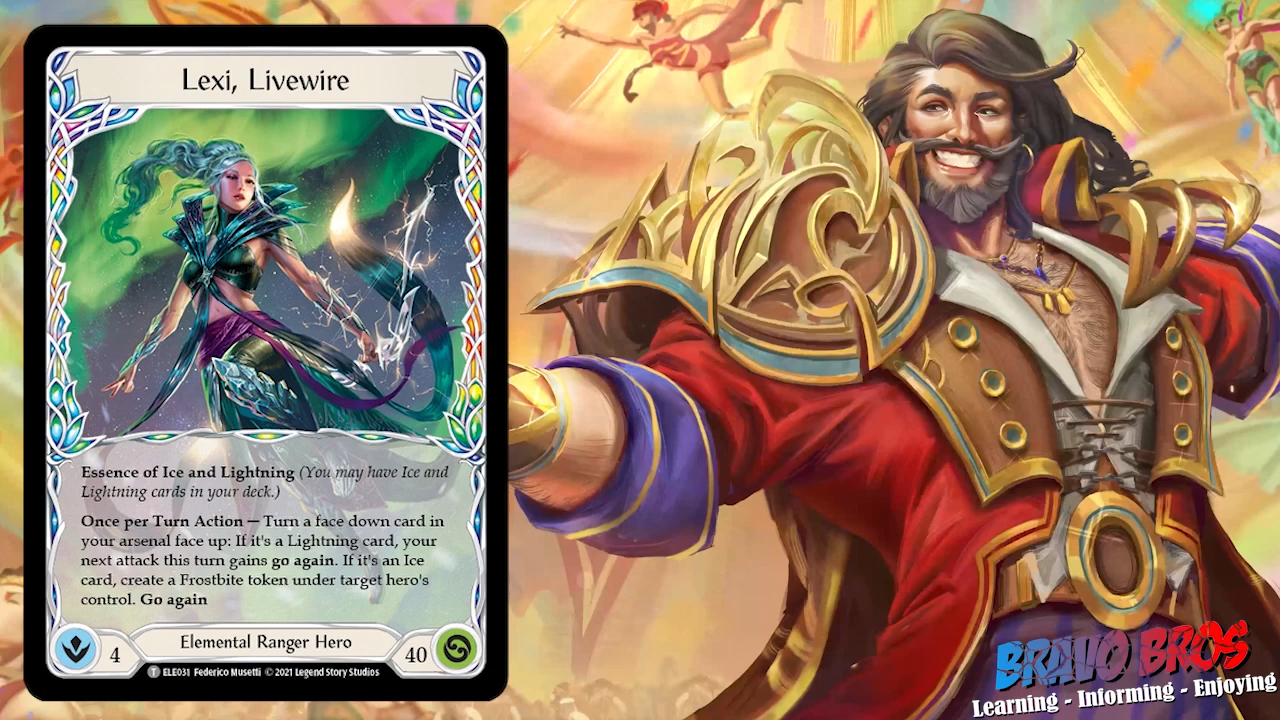 Lexi, Livewire
Essence of Ice and Lightning (You may have Ice and
Lightning cards in your deck.)
Once per Turn Action — Turn a face down card in
your arsenal face up: If it's a Lightning card, your
next attack this turn gains go again. If it's an Ice
card, create a Frostbite token under target hero's
control. Go again
4
Elemental Ranger Hero
40
T ELE031 Federico Musetti © 2021 Legend Story Studios
BRAVO BROS
Learning - Informing - Enjoying